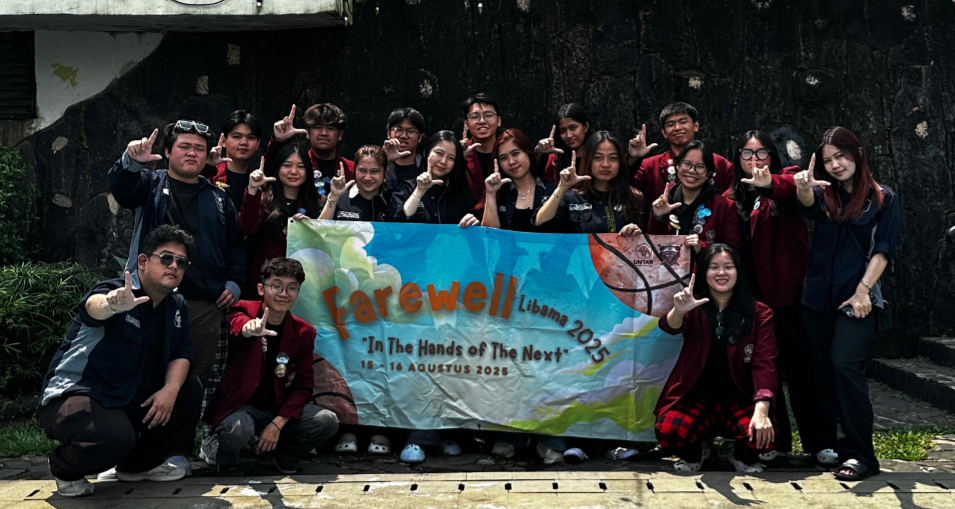 Farewell Libama 2025
"In The Hands of The Next"
15 - 16 AGUSTUS 2025
UNTAR